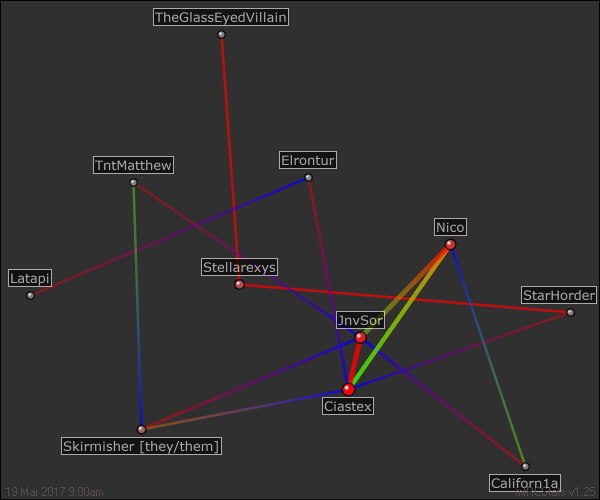 TheGlassEyedVillain
Elrontur
TntMatthew
Nico
Stellarexys
Latapi
StarHorder
JnvSor
Ciastex
Skirmisher [they/them]
Californ1a
19 Mar 2017 9:00am
v1.25